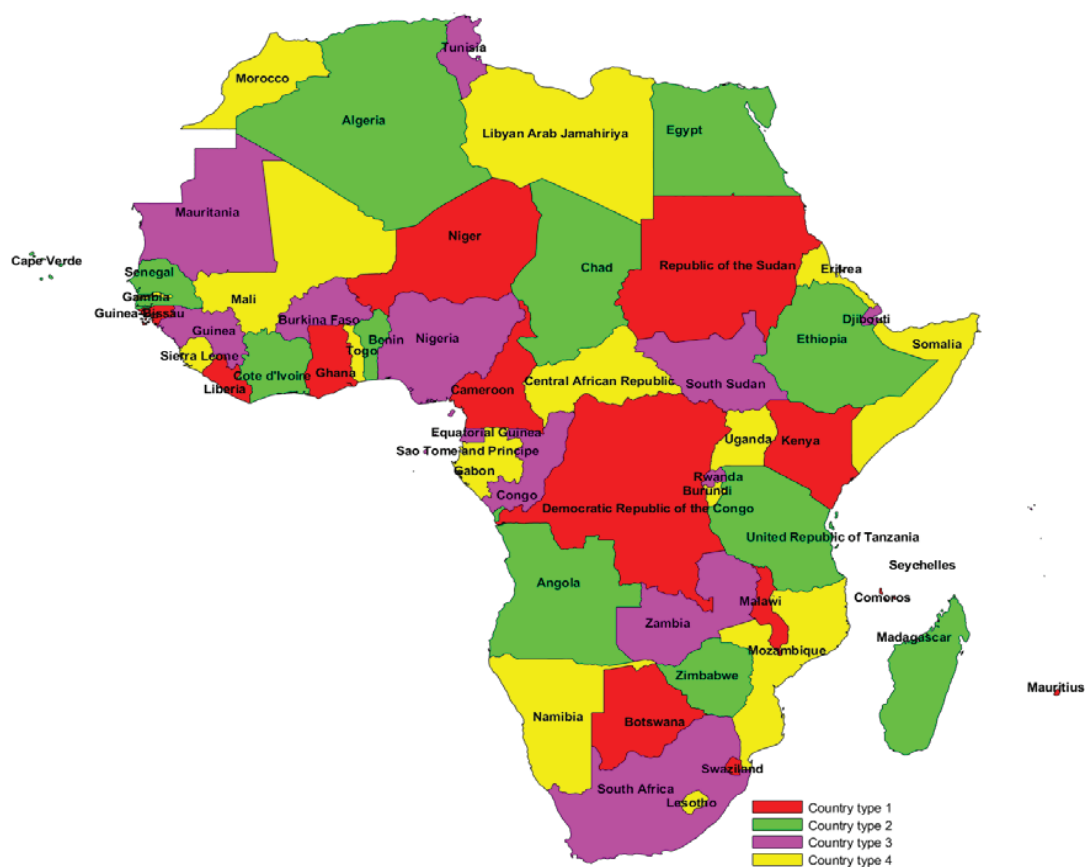 Tunisia
Morocco
Algeria
Libyan Arab Jamahiriya
Egypt
Mauritania
Niger
Cape Verde
Senegal
Chad
Republic of the Sudan
Eritrea
Gambia
Mali
Guinea-Bissau
Guinea
Burkina Faso
Djibouti
Benin
Nigeria
Ethiopia
Somalia
Sierra Leone
Togo
Cote d'Ivoire
Ghana
Liberia
Cameroon
Central African Republic
South Sudan
Equatorial Guinea
Uganda
Kenya
Sao Tome and Principe
Gabon
Rwanda
Congo
Burundi
Democratic Republic of the Congo
United Republic of Tanzania
Seychelles
Angola
Malawi
Comoros
Zambia
Madagascar
Mozambique
Zimbabwe
Mauritius
Namibia
Botswana
Swaziland
South Africa
Lesotho
Country type 1
Country type 2
Country type 3
Country type 4